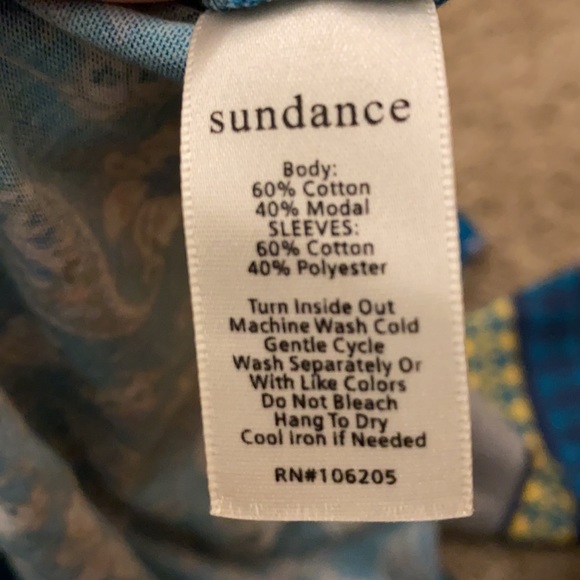 sundance
Body:
60% Cotton
40% Modal
SLEEVES:
60% Cotton
40% Polyester
Turn Inside Out
Machine Wash Cold
Gentle Cycle
Wash Separately Or
With Like Colors
Do Not Bleach
Hang To Dry
Cool Iron if Needed
RN#106205